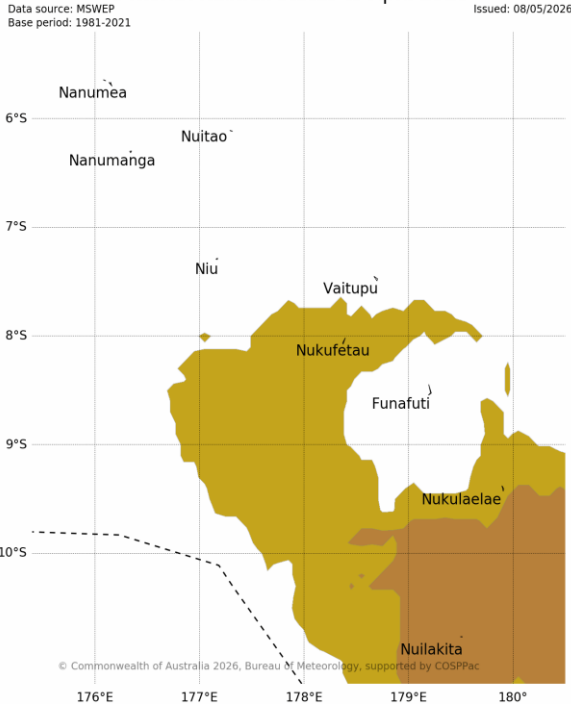 Data source: MSWEP
Issued: 08/05/2026
Base period: 1981-2021
Nanumea
6°S
Nuitao
Nanumanga
7°S
Niu
Vaitupu
8°S
Nukufetau
Funafuti
9°S
Nukulaelae
10°S
Nuilakita
© Commonwealth of Australia 2026, Bureau of Meteorology, supported by COSPPac
176°E 177°E 178°E 179°E 180°